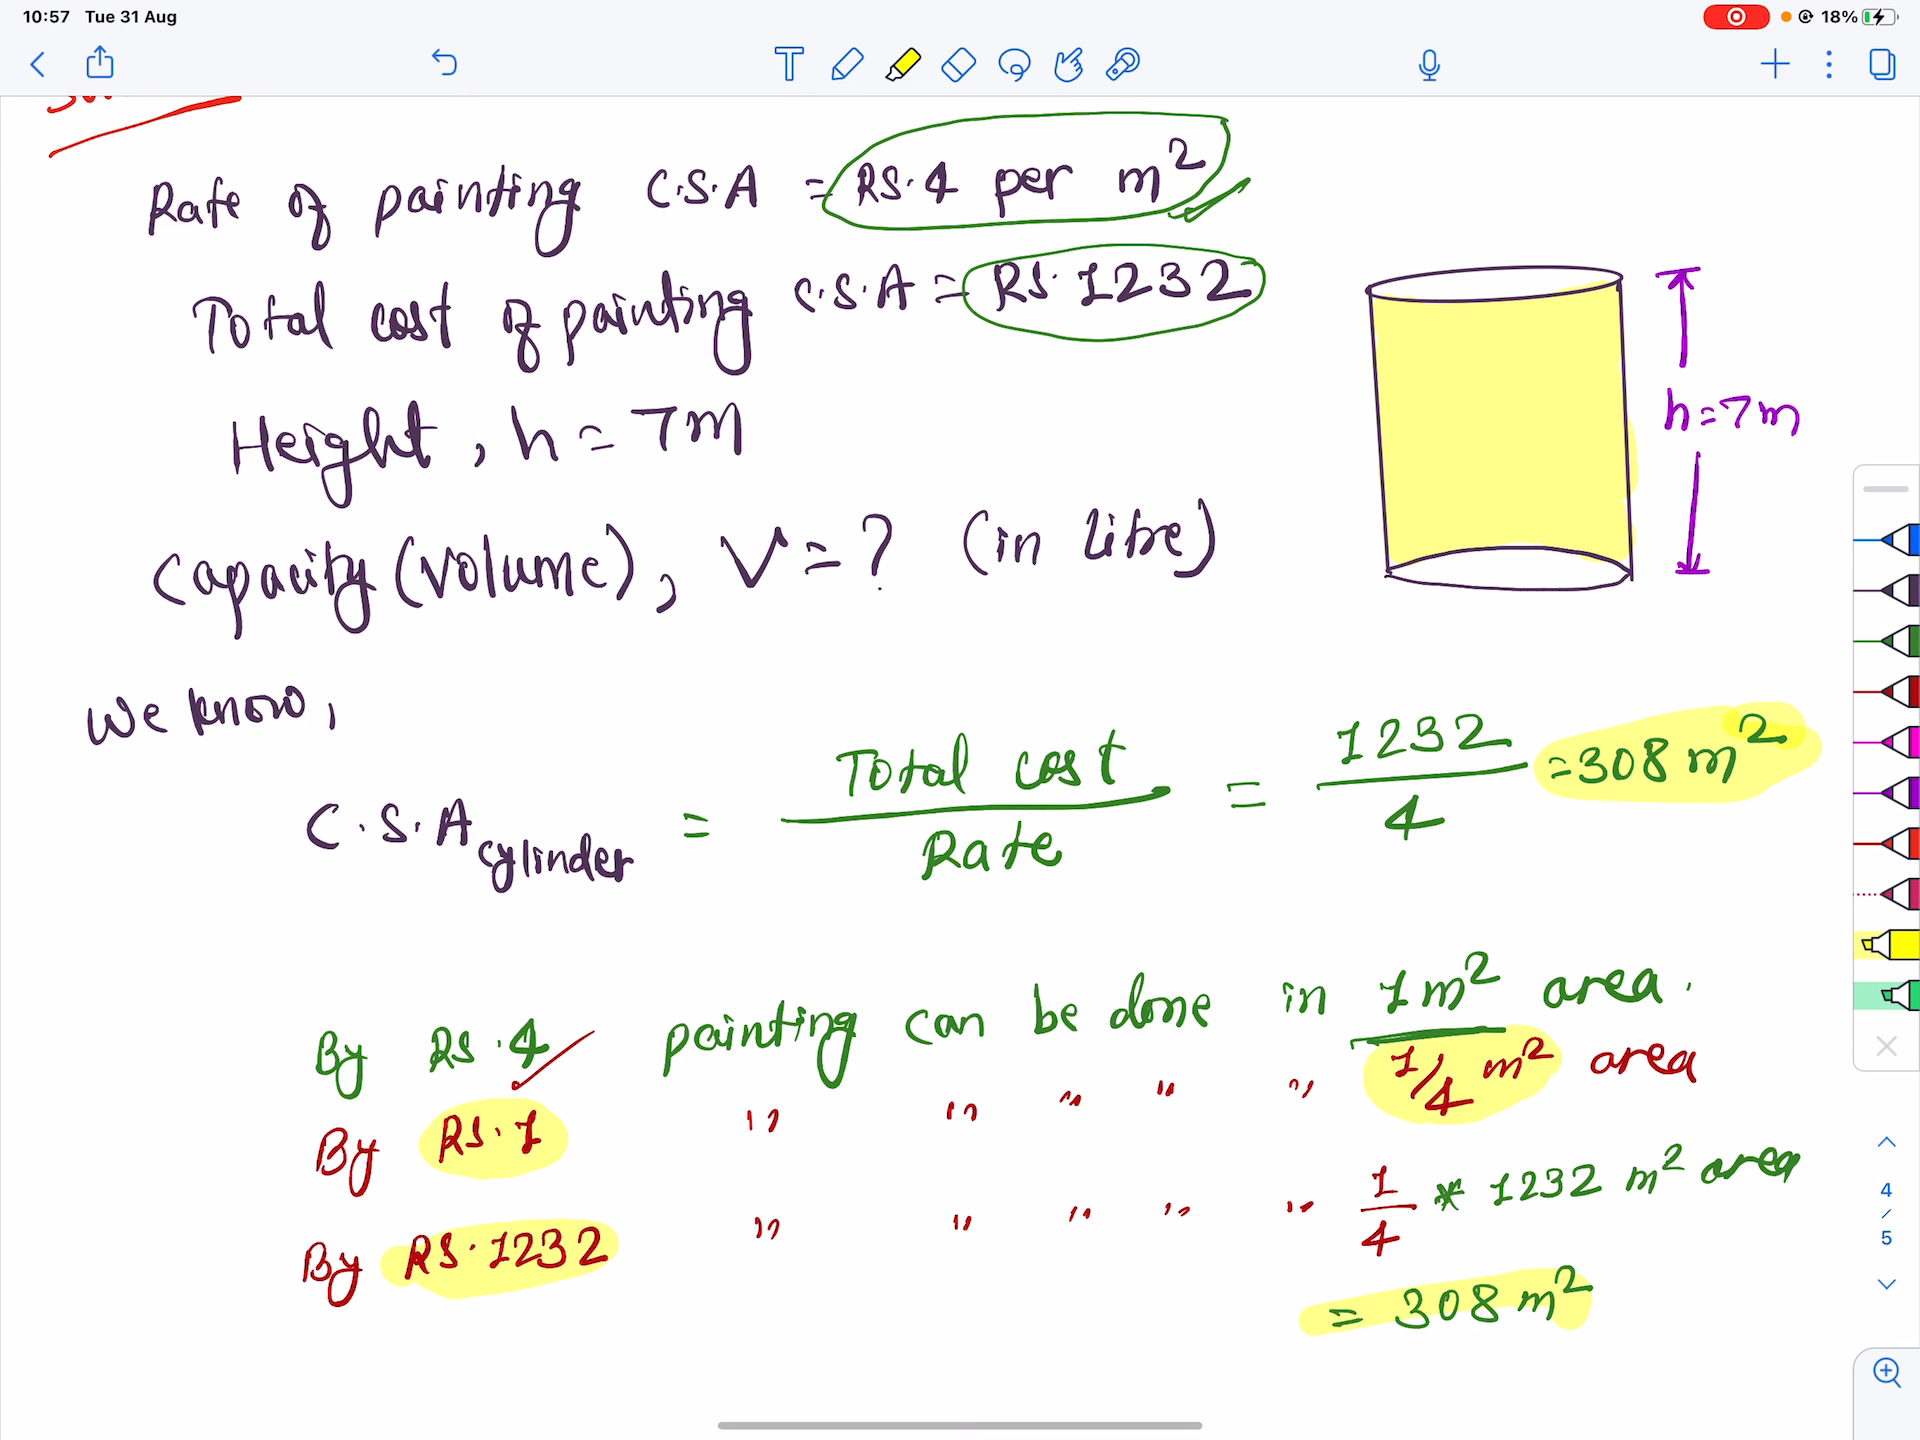 10:57 Tue 31 Aug
18%
Rate of painting C.S.A = RS.4 per m²
Total cost of painting C.S.A = RS.1232
Height, h = 7m
h=7m
Capacity (volume), V = ? (in litre)
We know,
C.S.A cylinder = Total cost / Rate = 1232 / 4 = 308 m²
By RS.4 painting can be done in 1m² area.
By RS.1 " " " " " 1/4 m² area
By RS.1232 " " " " " 1/4 * 1232 m² area
= 308 m²
4 / 5